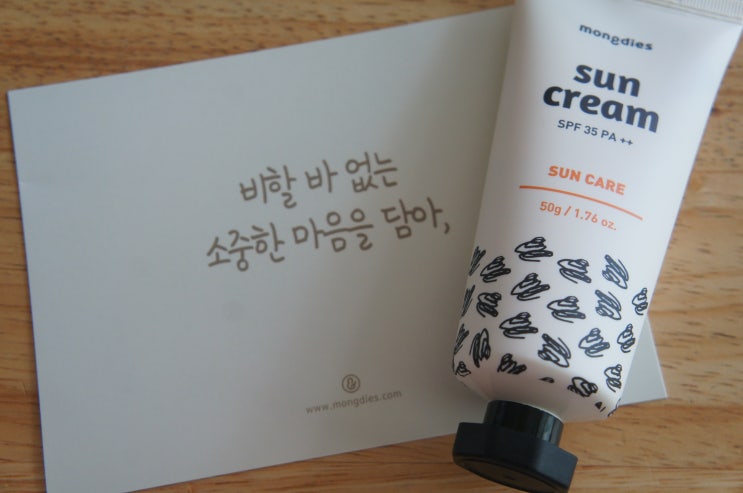 비할 바 없는
소중한 마음을 담아,
www.mongdies.com
mongdies
sun
cream
SPF 35 PA ++
SUN CARE
50g / 1.76 oz.